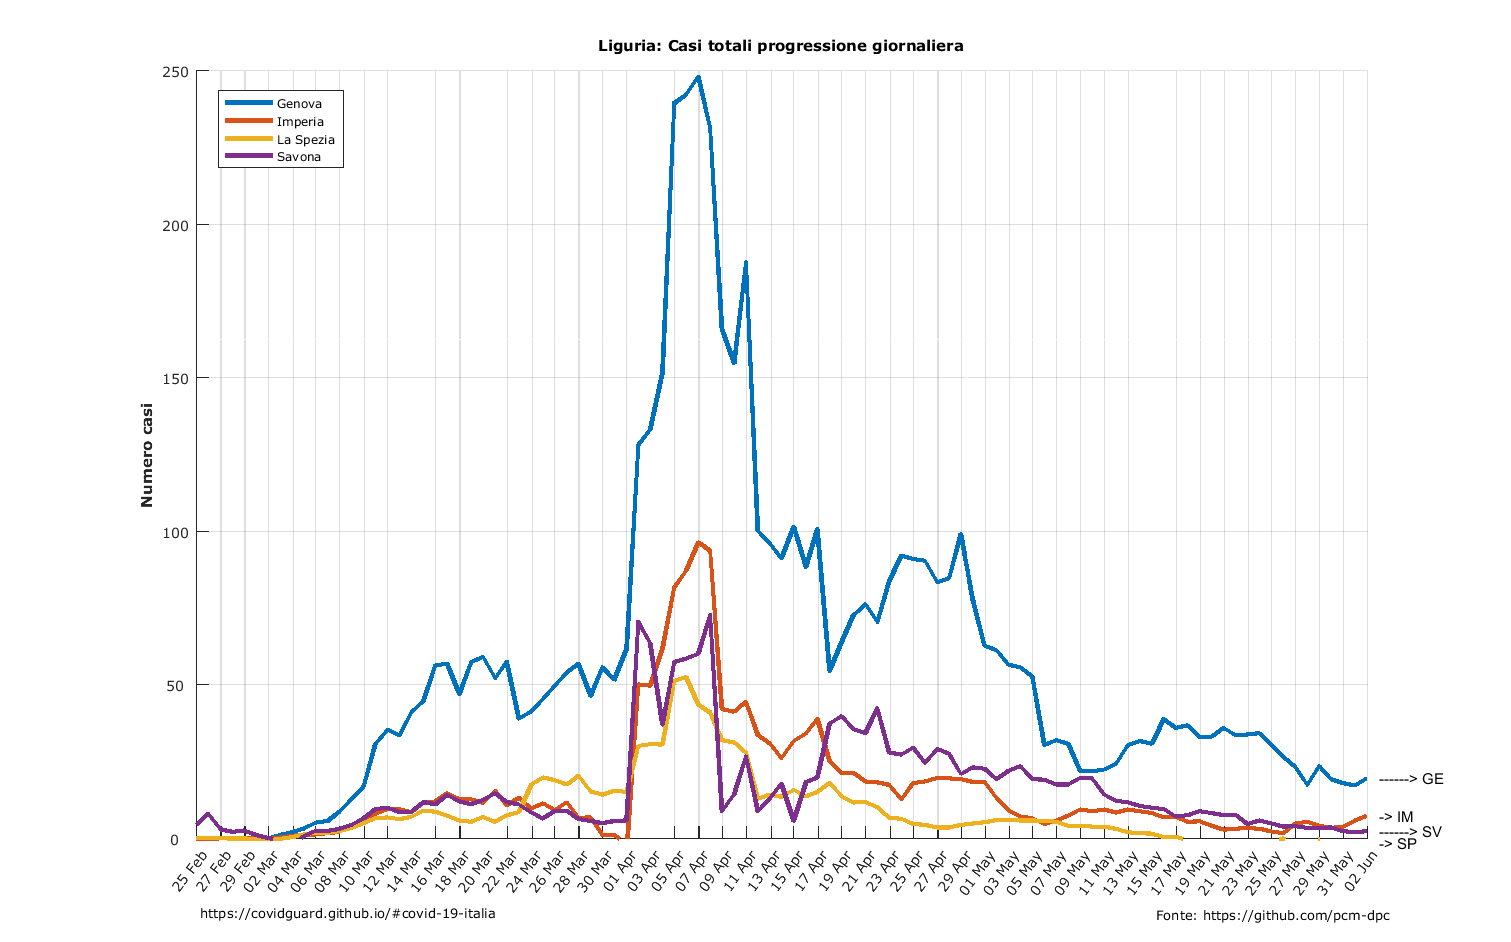 Liguria: Casi totali progressione giornaliera
250
200
150
100
50
0
Numero casi
Genova
Imperia
La Spezia
Savona
------> GE
-> IM
------> SV
-> SP
25 Feb
27 Feb
29 Feb
02 Mar
04 Mar
06 Mar
08 Mar
10 Mar
12 Mar
14 Mar
16 Mar
18 Mar
20 Mar
22 Mar
24 Mar
26 Mar
28 Mar
30 Mar
01 Apr
03 Apr
05 Apr
07 Apr
09 Apr
11 Apr
13 Apr
15 Apr
17 Apr
19 Apr
21 Apr
23 Apr
25 Apr
27 Apr
29 Apr
01 May
03 May
05 May
07 May
09 May
11 May
13 May
15 May
17 May
19 May
21 May
23 May
25 May
27 May
29 May
31 May
02 Jun
https://covidguard.github.io/#covid-19-italia
Fonte: https://github.com/pcm-dpc